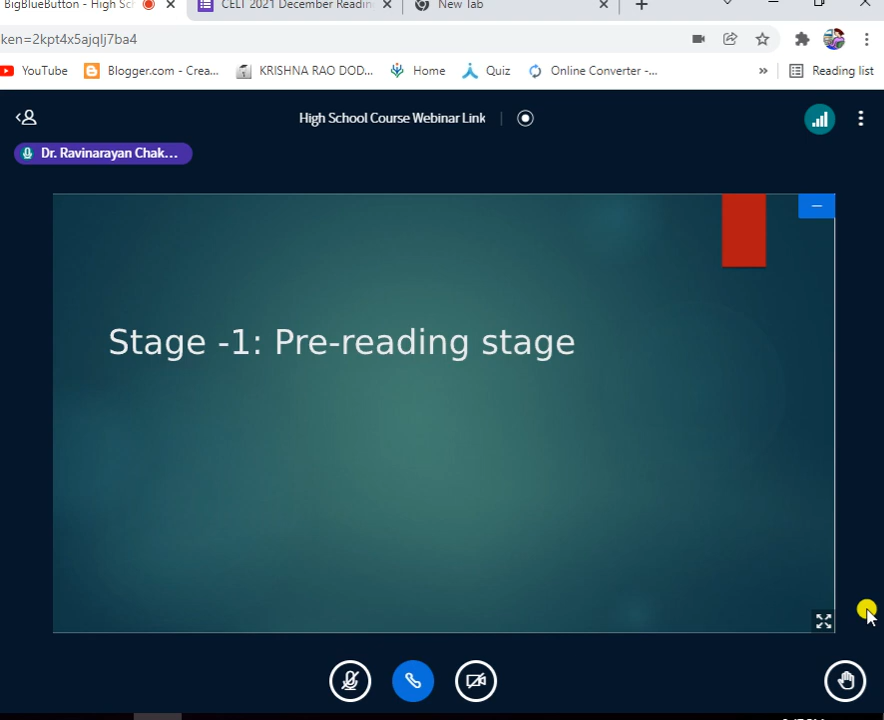 BigBlueButton - High Sc
CELT 2021 December Readin
New Tab
ken=2kpt4x5ajqlj7ba4
YouTube
Blogger.com - Crea...
KRISHNA RAO DOD...
Home
Quiz
Online Converter -...
»
Reading list
High School Course Webinar Link
Dr. Ravinarayan Chak...
Stage -1: Pre-reading stage